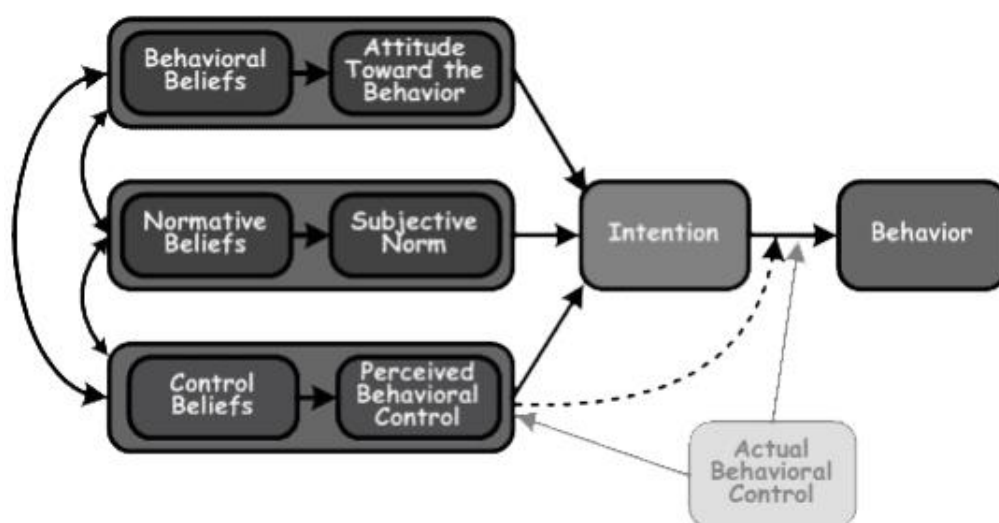 Behavioral
Beliefs
Attitude
Toward the
Behavior
Normative
Beliefs
Subjective
Norm
Intention
Behavior
Control
Beliefs
Perceived
Behavioral
Control
Actual
Behavioral
Control